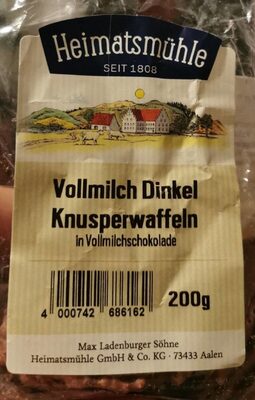 Heimatsmühle
SEIT 1808
Vollmilch Dinkel
Knusperwaffeln
in Vollmilchschokolade
200g
4 000742 686162
Max Ladenburger Söhne
Heimatsmühle GmbH & Co. KG · 73433 Aalen